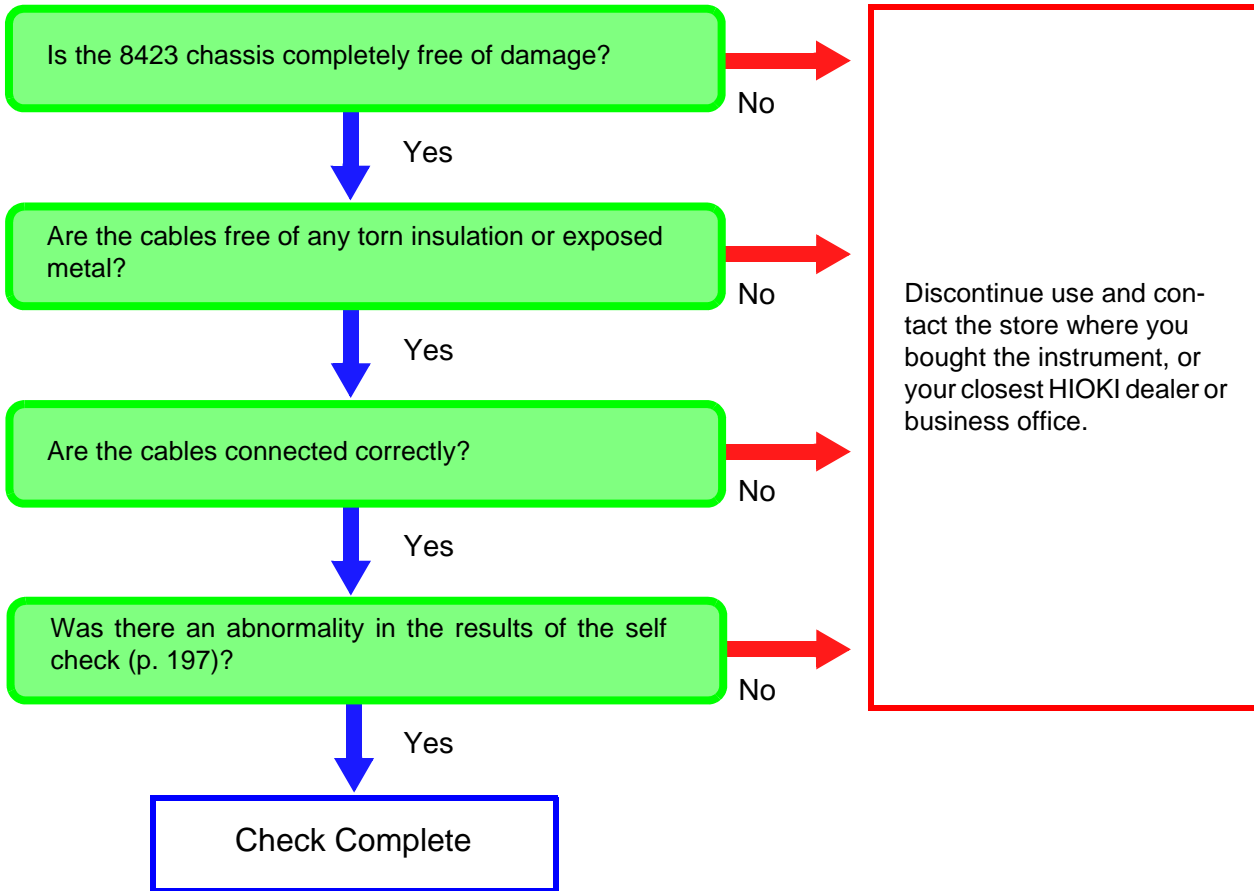 Is the 8423 chassis completely free of damage?
No
Yes
Are the cables free of any torn insulation or exposed
metal?
No
Yes
Are the cables connected correctly?
No
Yes
Was there an abnormality in the results of the self
check (p. 197)?
No
Yes
Check Complete
Discontinue use and con-
tact the store where you
bought the instrument, or
your closest HIOKI dealer or
business office.